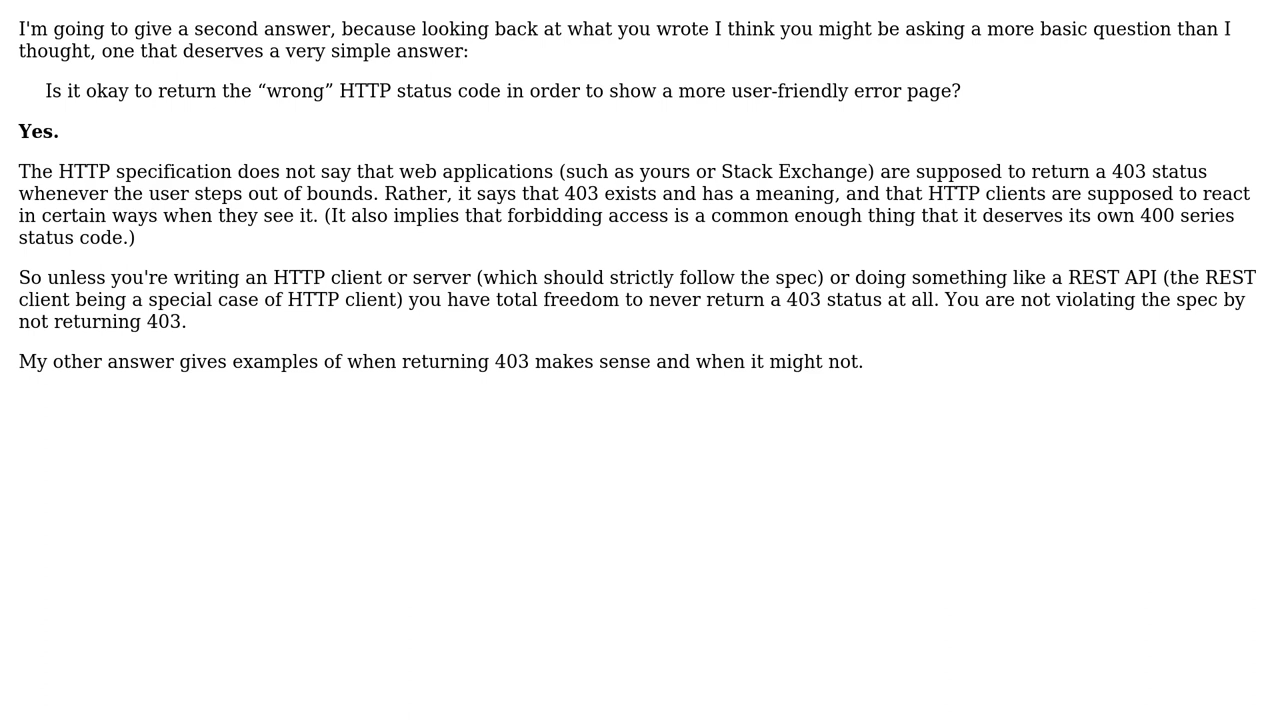 I'm going to give a second answer, because looking back at what you wrote I think you might be asking a more basic question than I
thought, one that deserves a very simple answer:
Is it okay to return the “wrong” HTTP status code in order to show a more user-friendly error page?
Yes.
The HTTP specification does not say that web applications (such as yours or Stack Exchange) are supposed to return a 403 status
whenever the user steps out of bounds. Rather, it says that 403 exists and has a meaning, and that HTTP clients are supposed to react
in certain ways when they see it. (It also implies that forbidding access is a common enough thing that it deserves its own 400 series
status code.)
So unless you're writing an HTTP client or server (which should strictly follow the spec) or doing something like a REST API (the REST
client being a special case of HTTP client) you have total freedom to never return a 403 status at all. You are not violating the spec by
not returning 403.
My other answer gives examples of when returning 403 makes sense and when it might not.